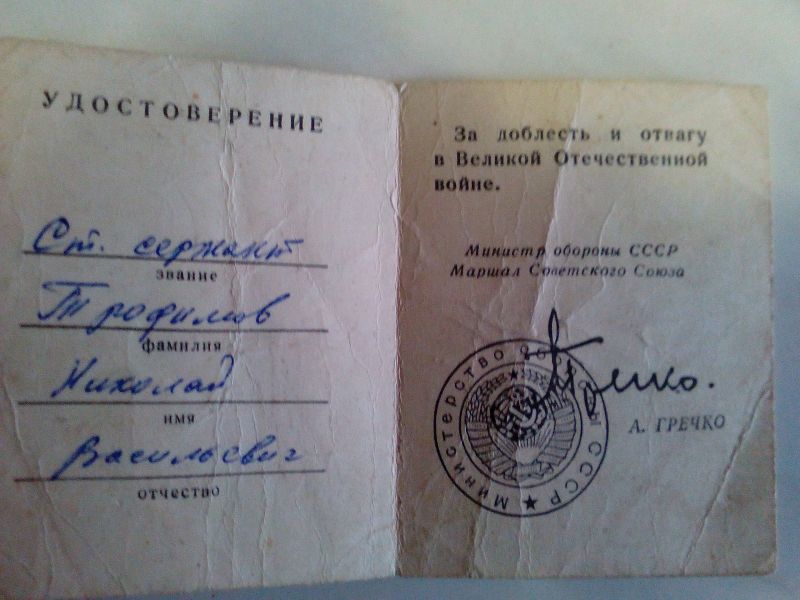 УДОСТОВЕРЕНИЕ
Ст. сержант
звание
Трофимов
фамилия
Николай
имя
Васильевич
отчество
За доблесть и отвагу
в Великой Отечественной
войне.
Министр обороны СССР
Маршал Советского Союза
Гречко.
А. ГРЕЧКО
МИНИСТЕРСТВО ОБОРОНЫ СССР